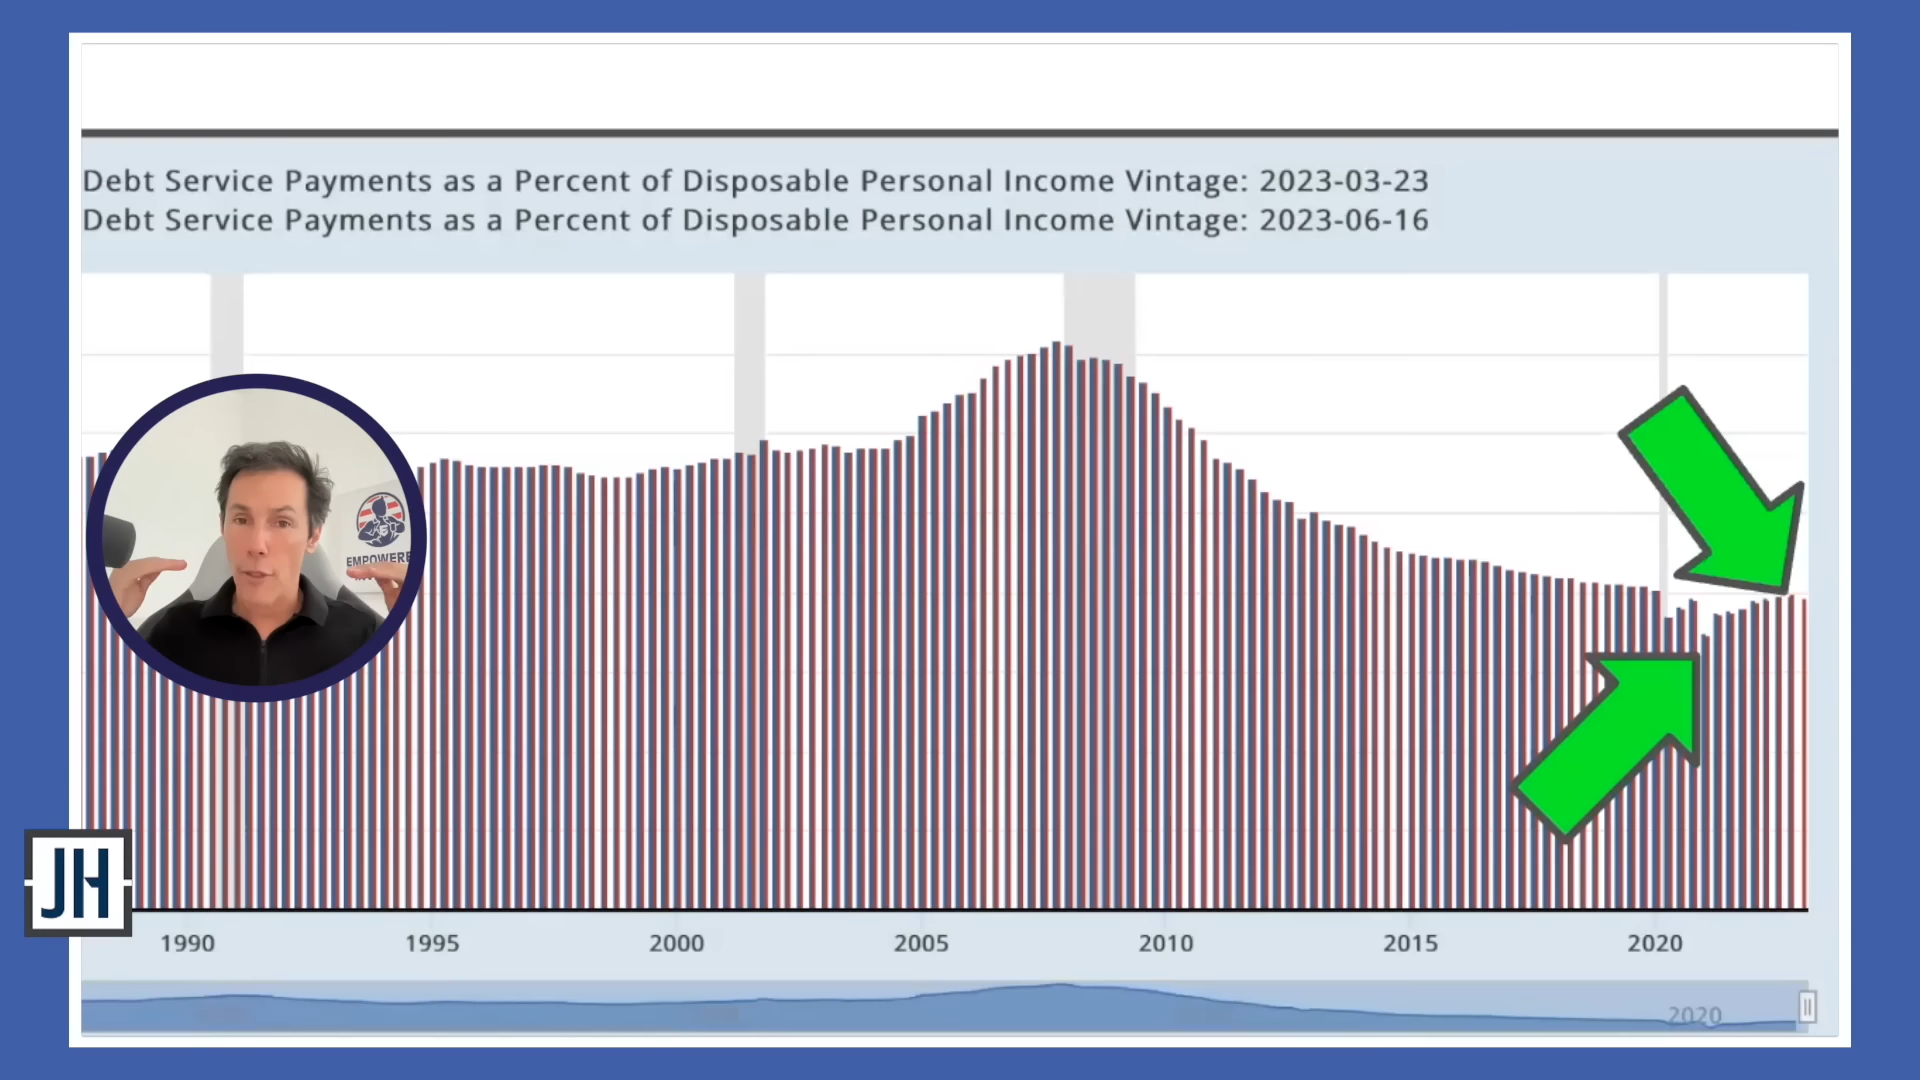 Debt Service Payments as a Percent of Disposable Personal Income Vintage: 2023-03-23
Debt Service Payments as a Percent of Disposable Personal Income Vintage: 2023-06-16
EMPOWERE
JH
1990 1995 2000 2005 2010 2015 2020
2020